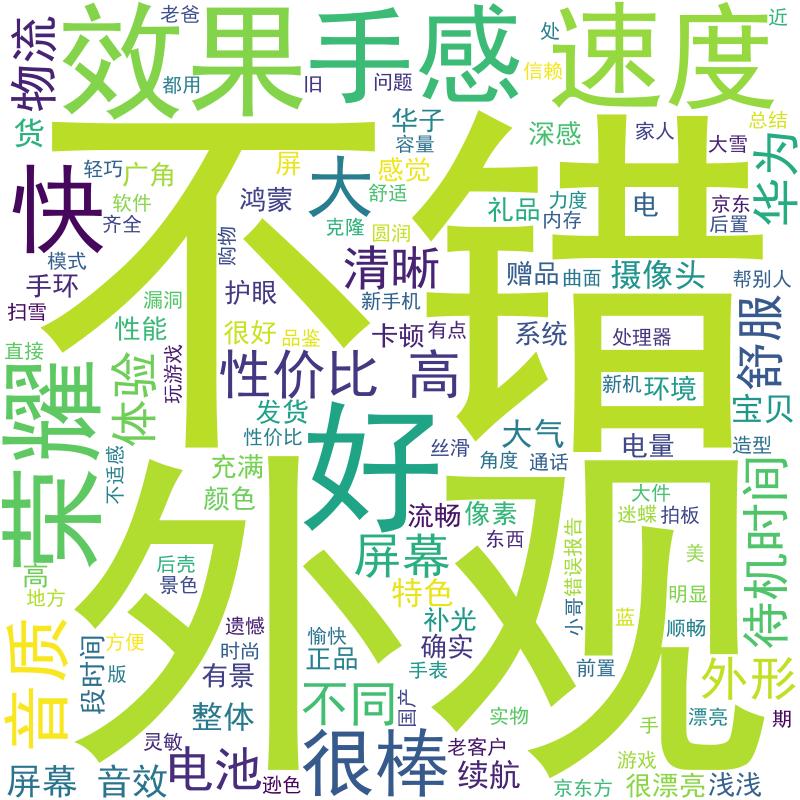 老爸
近
物流
效果
手感
处
速度
都用
旧
问题
信赖
货
华子
容量
深感
家人
总结
大雪
华为
不错
快
轻巧
广角
软件
齐全
鸿蒙
屏
大
感觉
舒适
克隆
圆润
礼品
力度
内存
电
京东
后置
购物
模式
手环
扫雪
漏洞
护眼
清晰
新手机
赠品
曲面
摄像头
帮别人
性能
很好
品鉴
卡顿
有点
系统
处理器
舒服
直接
荣耀
体验
玩游戏
性价比
高
新机
环境
宝贝
发货
性价比
好
丝滑
大气
角度
通话
电量
造型
不适感
充满
颜色
流畅
像素
东西
大件
迷蝶
拍板
待机时间
外观
后壳
景色
屏幕
错误报告
美
高
地方
特色
明显
音质
遗憾
补光
小哥
蓝
顺畅
方便
段时间
版
时尚
愉快
正品
确实
手表
前置
外形
有景
整体
不同
国产
实物
手
漂亮
期
灵敏
很棒
老客户
游戏
屏幕
音效
电池
逊色
续航
京东方
很漂亮
浅浅